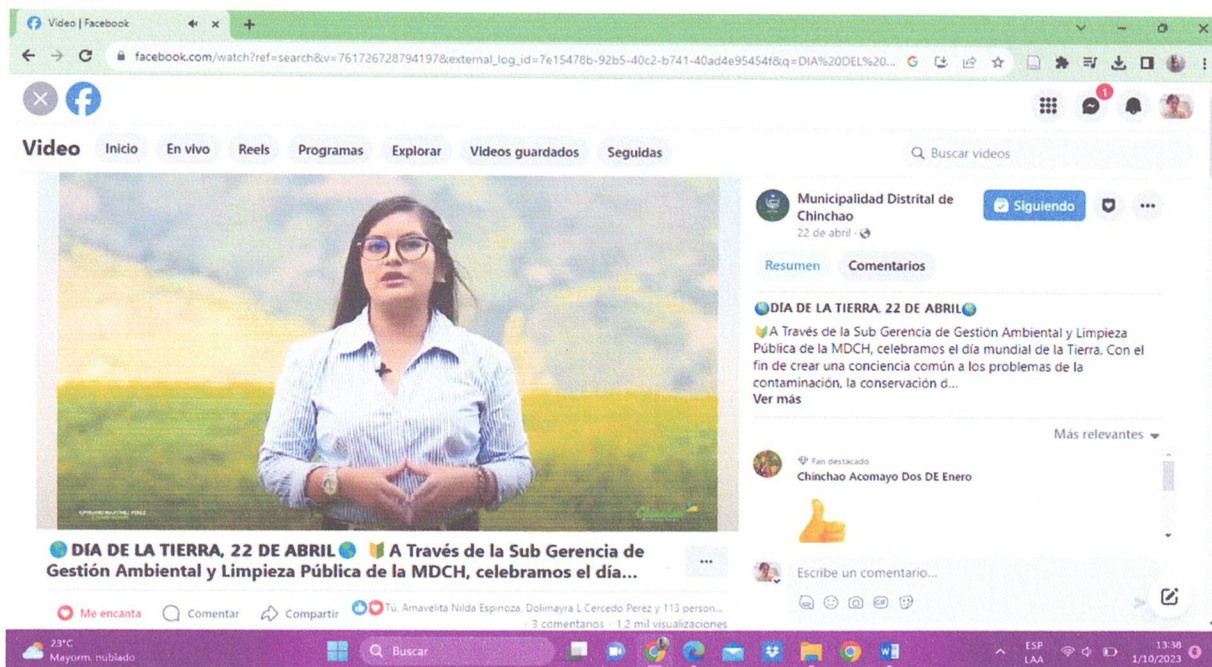 Video | Facebook
facebook.com/watch?ref=search&v=761726728794197&external_log_id=7e15478b-92b5-40c2-b741-40ad4e95454f&q=DIA%20DEL%20...
1
Video Inicio En vivo Reels Programas Explorar Videos guardados Seguidas Buscar videos
Municipalidad Distrital de
Chinchao
22 de abril
Siguiendo
Resumen Comentarios
DÍA DE LA TIERRA, 22 DE ABRIL
A Través de la Sub Gerencia de Gestión Ambiental y Limpieza
Pública de la MDCH, celebramos el día mundial de la Tierra. Con el
fin de crear una conciencia común a los problemas de la
contaminación, la conservación d...
Ver más
Más relevantes
Fan destacado
Chinchao Acomayo Dos DE Enero
Escribe un comentario...
GIF
CIPRIANO MARTÍNEZ PÉREZ
Chinchao
DÍA DE LA TIERRA, 22 DE ABRIL A Través de la Sub Gerencia de
Gestión Ambiental y Limpieza Pública de la MDCH, celebramos el día...
Me encanta Comentar Compartir Tú, Amavelita Nilda Espinoza, Dolimayra L Cercedo Perez y 113 person...
3 comentarios · 1.2 mil visualizaciones
23°C
Mayorm. nublado
Buscar
ESP
LAA
13:38
1/10/2023